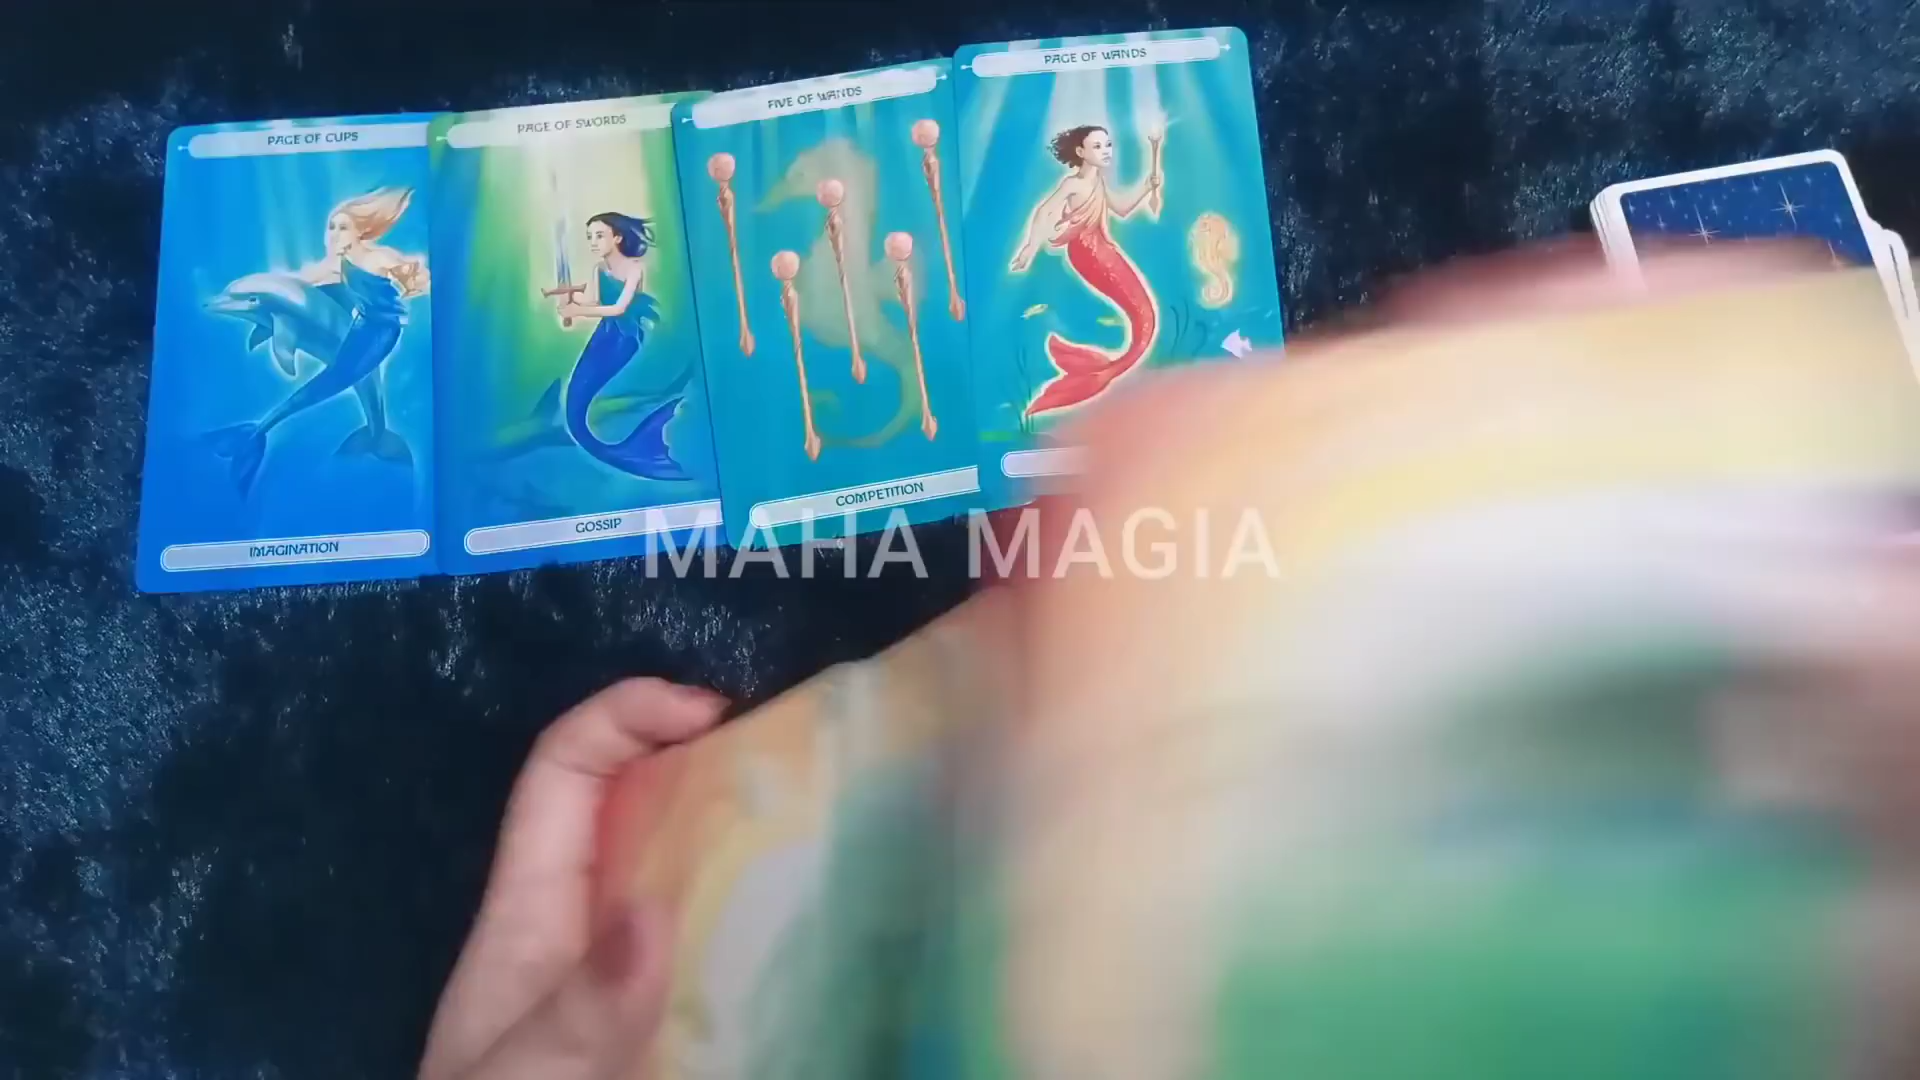 PAGE OF CUPS
PAGE OF SWORDS
FIVE OF WANDS
PAGE OF WANDS
IMAGINATION
GOSSIP
COMPETITION
MAHA MAGIA